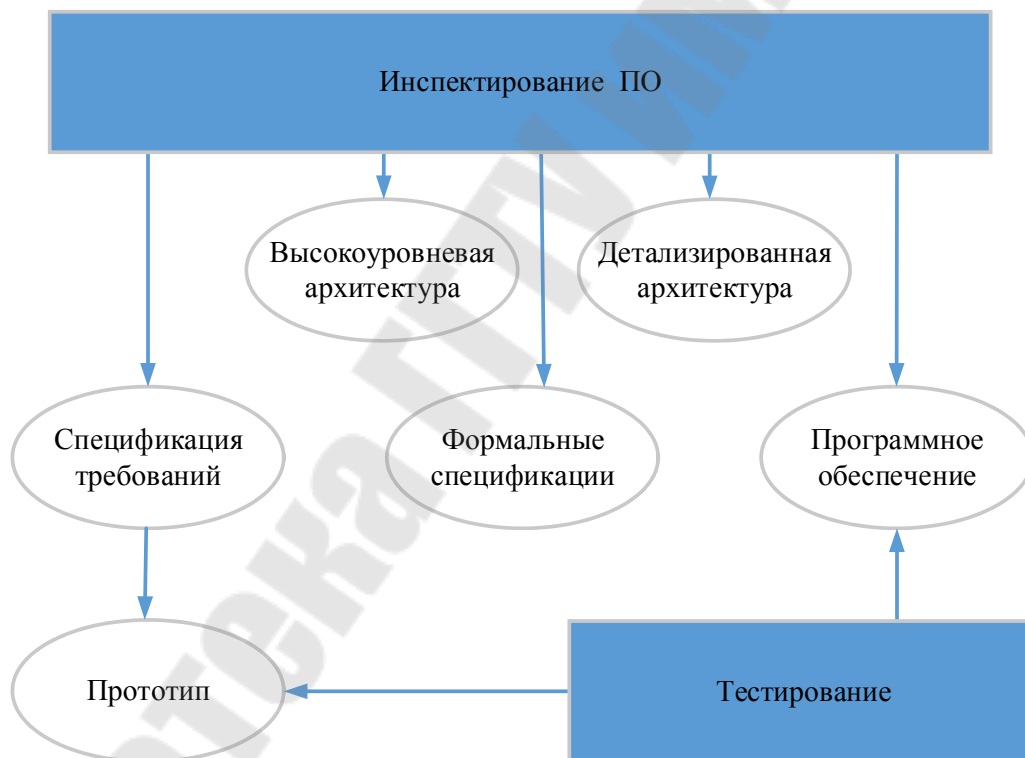 Инспектирование ПО
Высокоуровневая
архитектура
Детализированная
архитектура
Спецификация
требований
Формальные
спецификации
Программное
обеспечение
Прототип
Тестирование